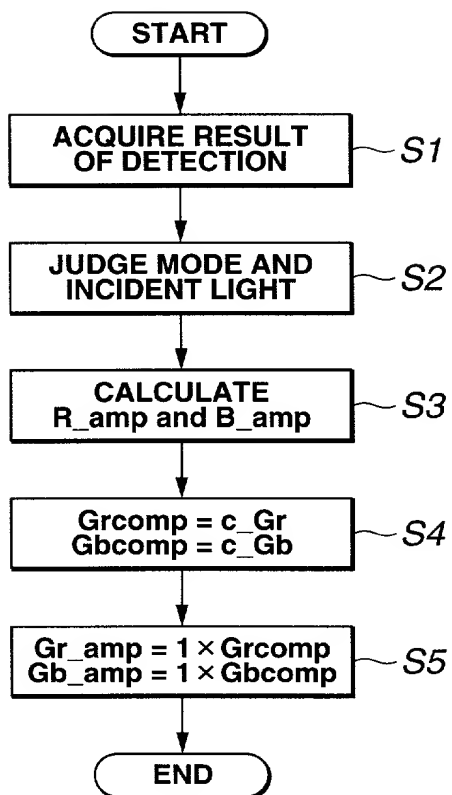 START
ACQUIRE RESULT
OF DETECTION
S1
JUDGE MODE AND
INCIDENT LIGHT
S2
CALCULATE
R_amp and B_amp
S3
Grcomp = c_Gr
Gbcomp = c_Gb
S4
Gr_amp = 1 × Grcomp
Gb_amp = 1 × Gbcomp
S5
END